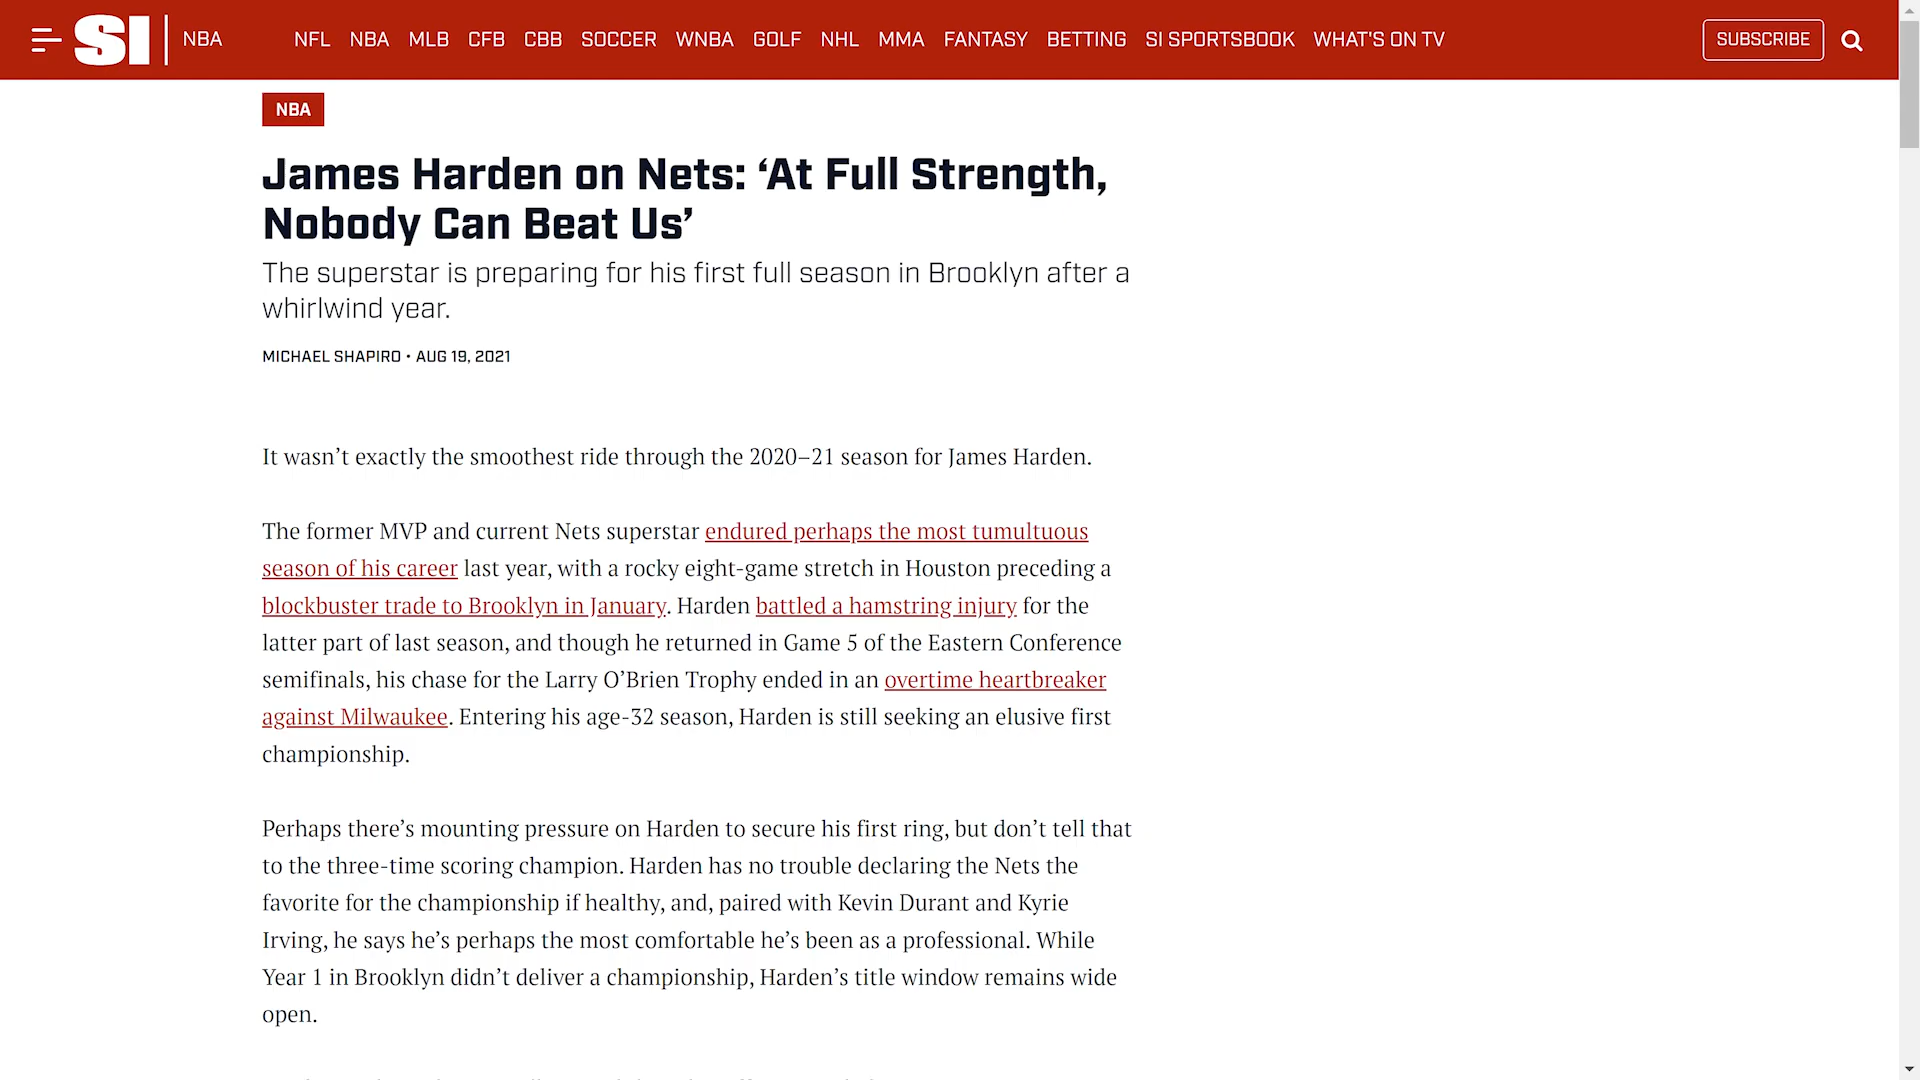 SI NBA NFL NBA MLB CFB CBB SOCCER WNBA GOLF NHL MMA FANTASY BETTING SI SPORTSBOOK WHAT'S ON TV SUBSCRIBE
NBA
James Harden on Nets: ‘At Full Strength,
Nobody Can Beat Us’
The superstar is preparing for his first full season in Brooklyn after a
whirlwind year.
MICHAEL SHAPIRO • AUG 19, 2021
It wasn’t exactly the smoothest ride through the 2020–21 season for James Harden.
The former MVP and current Nets superstar endured perhaps the most tumultuous
season of his career last year, with a rocky eight-game stretch in Houston preceding a
blockbuster trade to Brooklyn in January. Harden battled a hamstring injury for the
latter part of last season, and though he returned in Game 5 of the Eastern Conference
semifinals, his chase for the Larry O’Brien Trophy ended in an overtime heartbreaker
against Milwaukee. Entering his age-32 season, Harden is still seeking an elusive first
championship.
Perhaps there’s mounting pressure on Harden to secure his first ring, but don’t tell that
to the three-time scoring champion. Harden has no trouble declaring the Nets the
favorite for the championship if healthy, and, paired with Kevin Durant and Kyrie
Irving, he says he’s perhaps the most comfortable he’s been as a professional. While
Year 1 in Brooklyn didn’t deliver a championship, Harden’s title window remains wide
open.